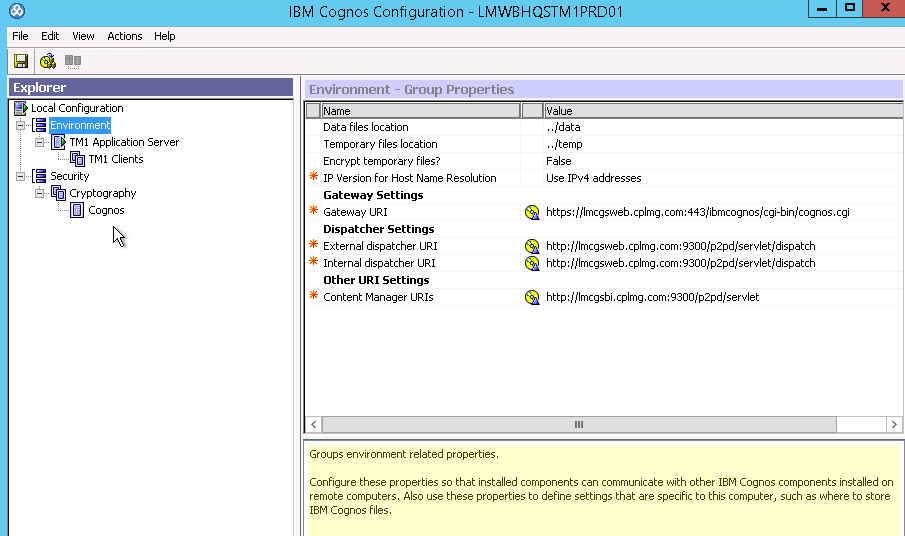 IBM Cognos Configuration - LMWBHQSTM1PRD01
File Edit View Actions Help
Explorer
Local Configuration
Environment
TM1 Application Server
TM1 Clients
Security
Cryptography
Cognos
Environment - Group Properties
Name Value
Data files location ../data
Temporary files location ../temp
Encrypt temporary files? False
* IP Version for Host Name Resolution Use IPv4 addresses
Gateway Settings
* Gateway URI https://lmcgsweb.cplmg.com:443/ibmcognos/cgi-bin/cognos.cgi
Dispatcher Settings
* External dispatcher URI http://lmcgsweb.cplmg.com:9300/p2pd/servlet/dispatch
* Internal dispatcher URI http://lmcgsweb.cplmg.com:9300/p2pd/servlet/dispatch
Other URI Settings
* Content Manager URIs http://lmcgsbi.cplmg.com:9300/p2pd/servlet
Groups environment related properties.
Configure these properties so that installed components can communicate with other IBM Cognos components installed on
remote computers. Also use these properties to define settings that are specific to this computer, such as where to store
IBM Cognos files.